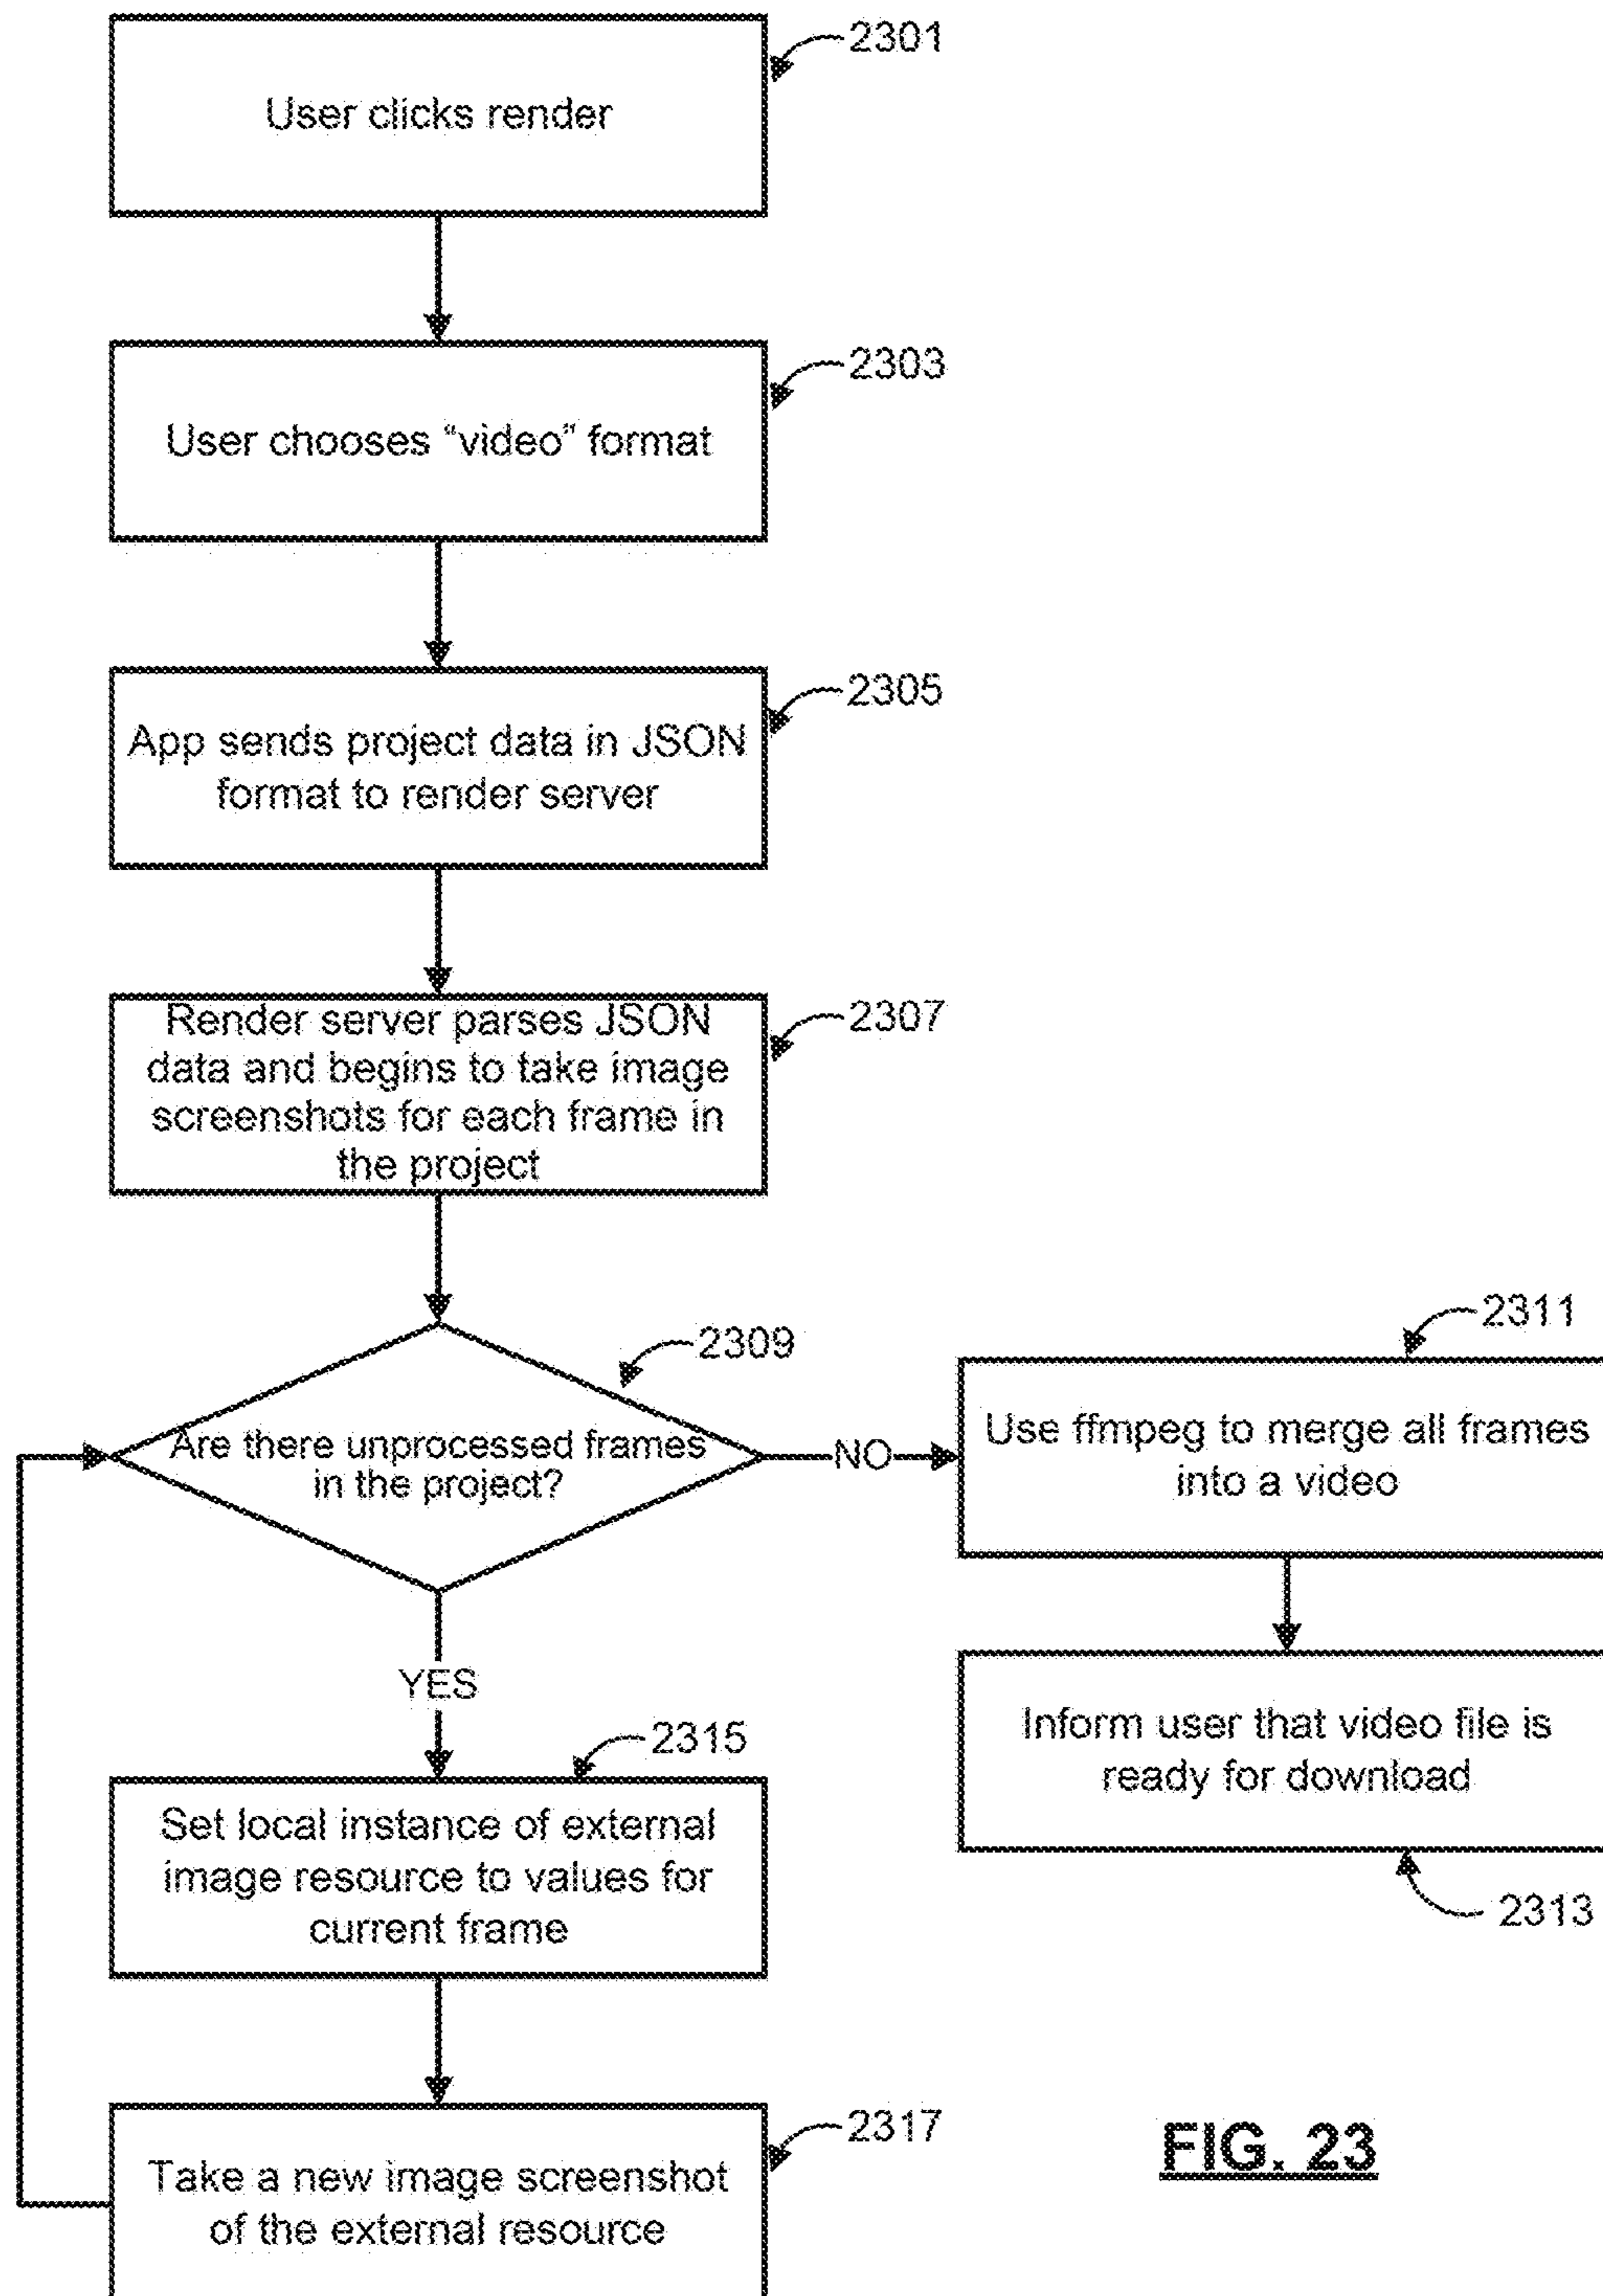 2301
User clicks render
2303
User chooses “video” format
2305
App sends project data in JSON
format to render server
2307
Render server parses JSON
data and begins to take image
screenshots for each frame in
the project
2309
Are there unprocessed frames
in the project?
NO
2311
Use ffmpeg to merge all frames
into a video
Inform user that video file is
ready for download
2313
YES
2315
Set local instance of external
image resource to values for
current frame
2317
Take a new image screenshot
of the external resource
FIG. 23